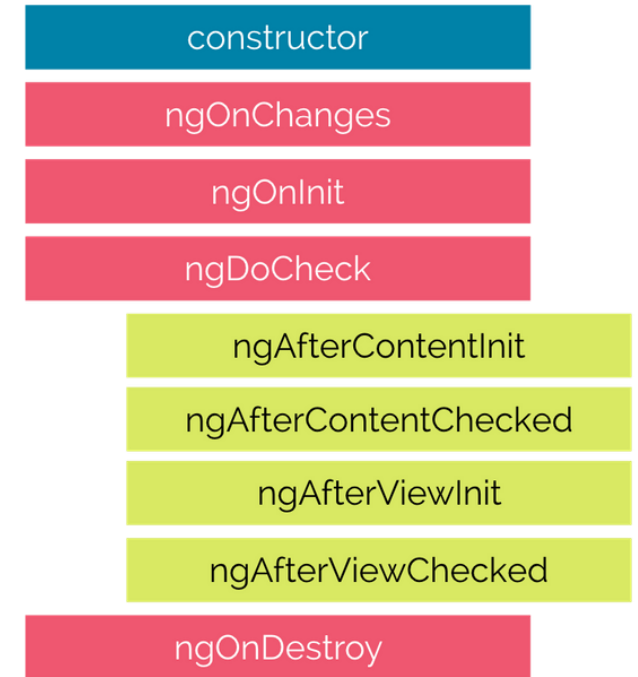 constructor
ngOnChanges
ngOnInit
ngDoCheck
ngAfterContentInit
ngAfterContentChecked
ngAfterViewInit
ngAfterViewChecked
ngOnDestroy